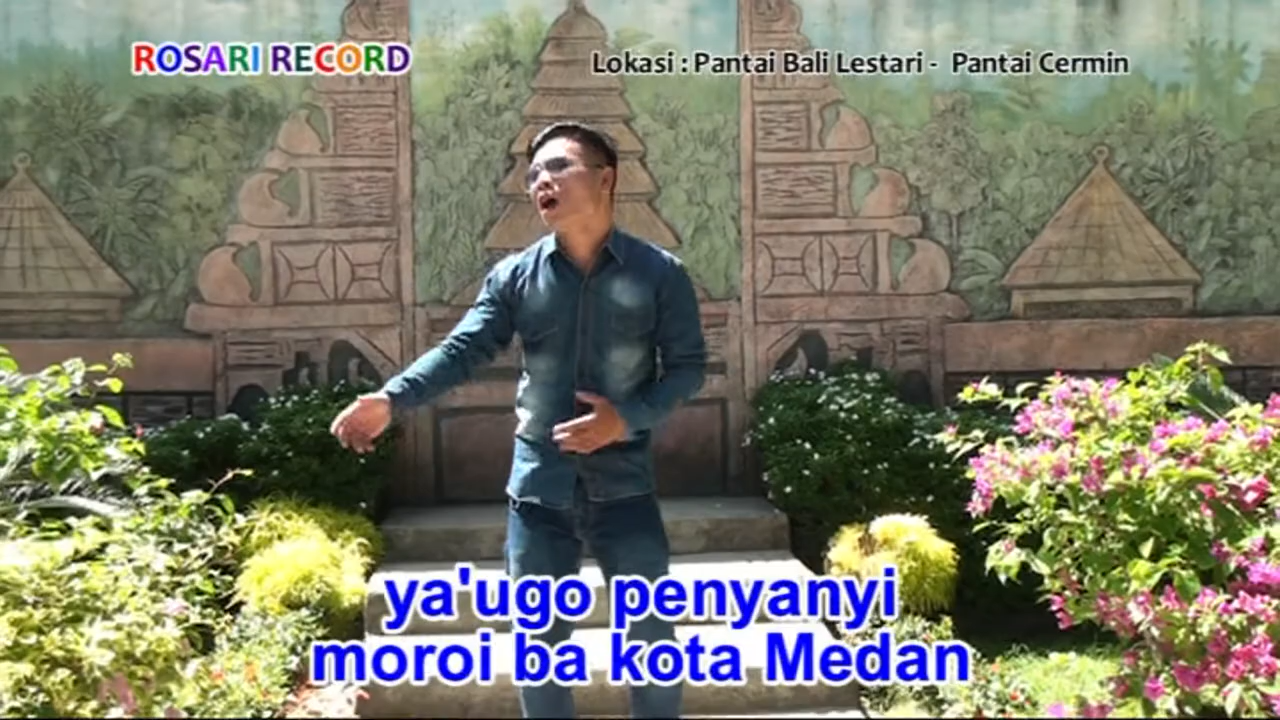 ROSARI RECORD
Lokasi : Pantai Bali Lestari - Pantai Cermin
ya'ugo penyanyi
moroi ba kota Medan